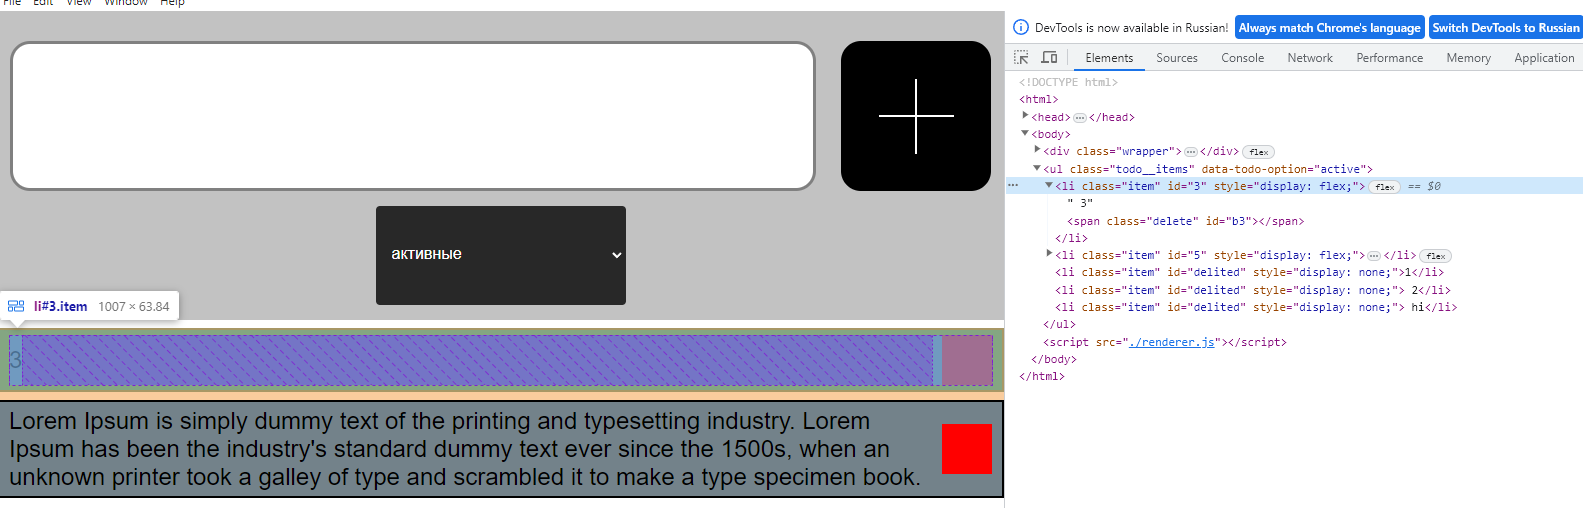 File Edit View Window Help
активные
li#3.item 1007 × 63.84
3
Lorem Ipsum is simply dummy text of the printing and typesetting industry. Lorem
Ipsum has been the industry's standard dummy text ever since the 1500s, when an
unknown printer took a galley of type and scrambled it to make a type specimen book.
DevTools is now available in Russian! Always match Chrome's language Switch DevTools to Russian
Elements Sources Console Network Performance Memory Application
<!DOCTYPE html>
<html>
<head>…</head>
<body>
<div class="wrapper">…</div> flex
<ul class="todo__items" data-todo-option="active">
<li class="item" id="3" style="display: flex;"> flex == $0
" 3"
<span class="delete" id="b3"></span>
</li>
<li class="item" id="5" style="display: flex;">…</li> flex
<li class="item" id="delited" style="display: none;">1</li>
<li class="item" id="delited" style="display: none;"> 2</li>
<li class="item" id="delited" style="display: none;"> hi</li>
</ul>
<script src="./renderer.js"></script>
</body>
</html>